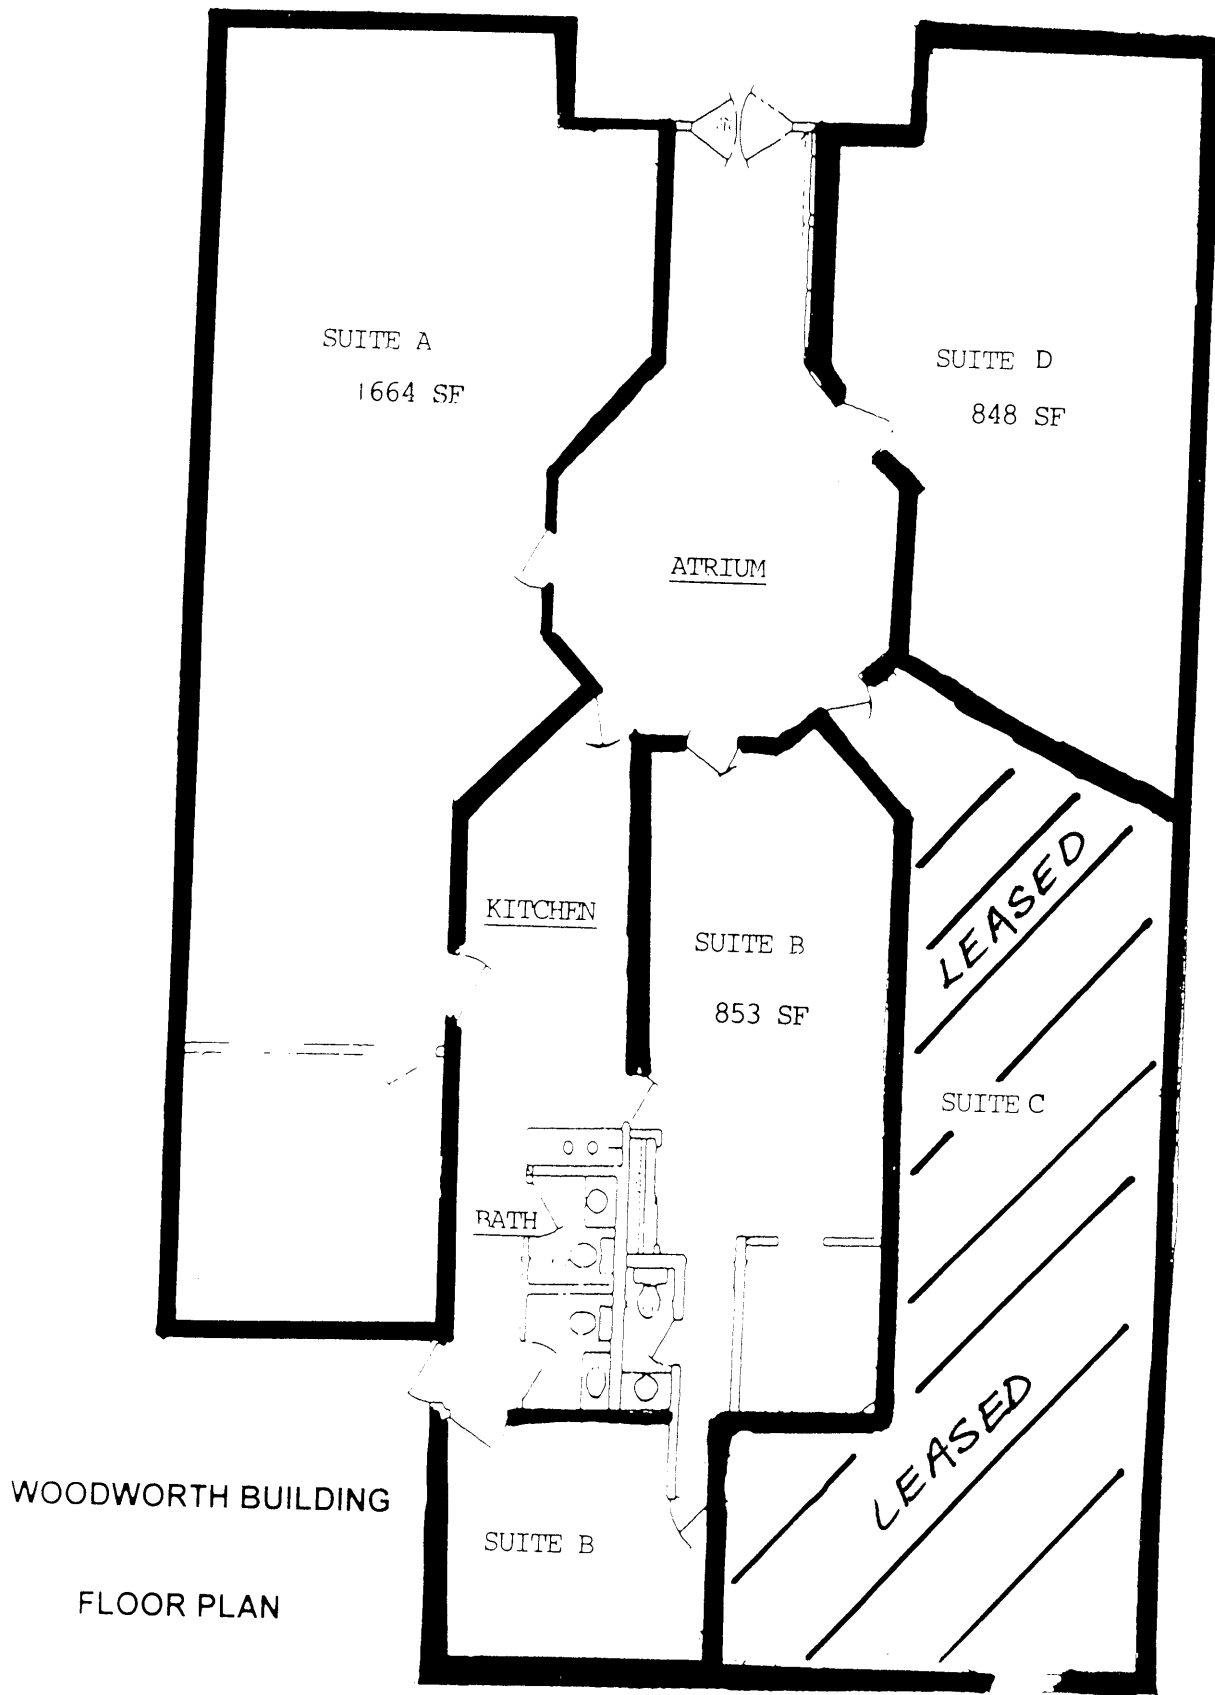 SUITE A
1664 SF
SUITE D
848 SF
ATRIUM
KITCHEN
SUITE B
853 SF
LEASED
SUITE C
BATH
LEASED
WOODWORTH BUILDING
SUITE B
FLOOR PLAN